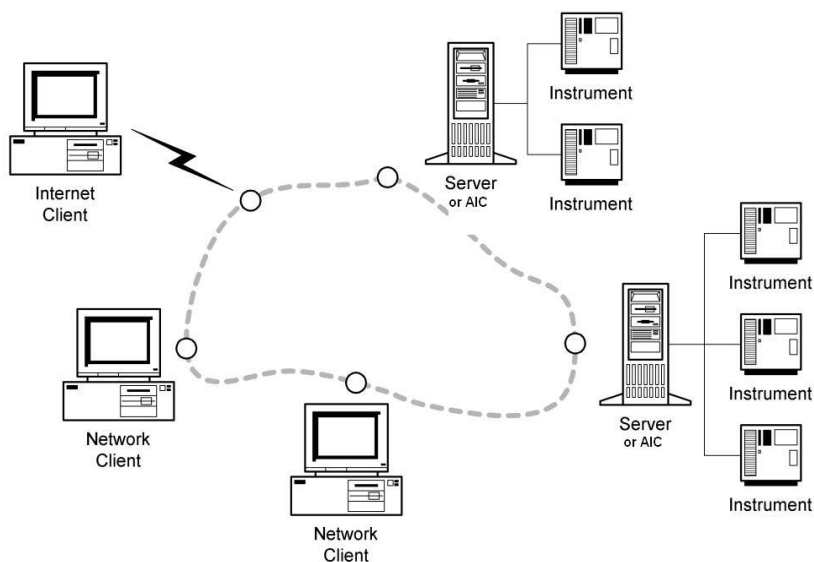 Instrument
Internet
Client
Server
or AIC
Instrument
Instrument
Instrument
Network
Client
Server
or AIC
Instrument
Network
Client